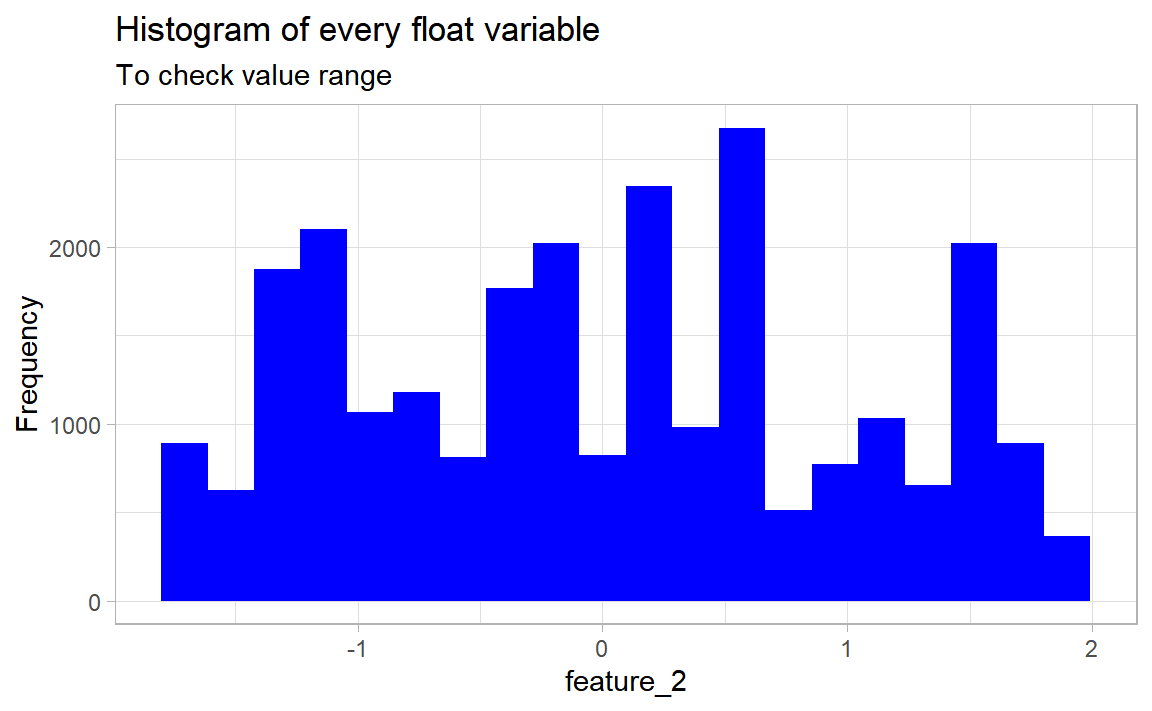 Histogram of every float variable
To check value range
Frequency
2000
1000
0
-1
0
1
2
feature_2